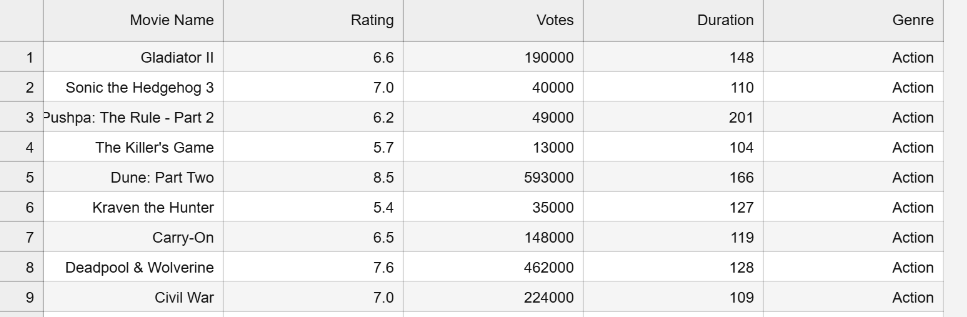 Movie Name Rating Votes Duration Genre
1 Gladiator II 6.6 190000 148 Action
2 Sonic the Hedgehog 3 7.0 40000 110 Action
3 Pushpa: The Rule - Part 2 6.2 49000 201 Action
4 The Killer's Game 5.7 13000 104 Action
5 Dune: Part Two 8.5 593000 166 Action
6 Kraven the Hunter 5.4 35000 127 Action
7 Carry-On 6.5 148000 119 Action
8 Deadpool & Wolverine 7.6 462000 128 Action
9 Civil War 7.0 224000 109 Action